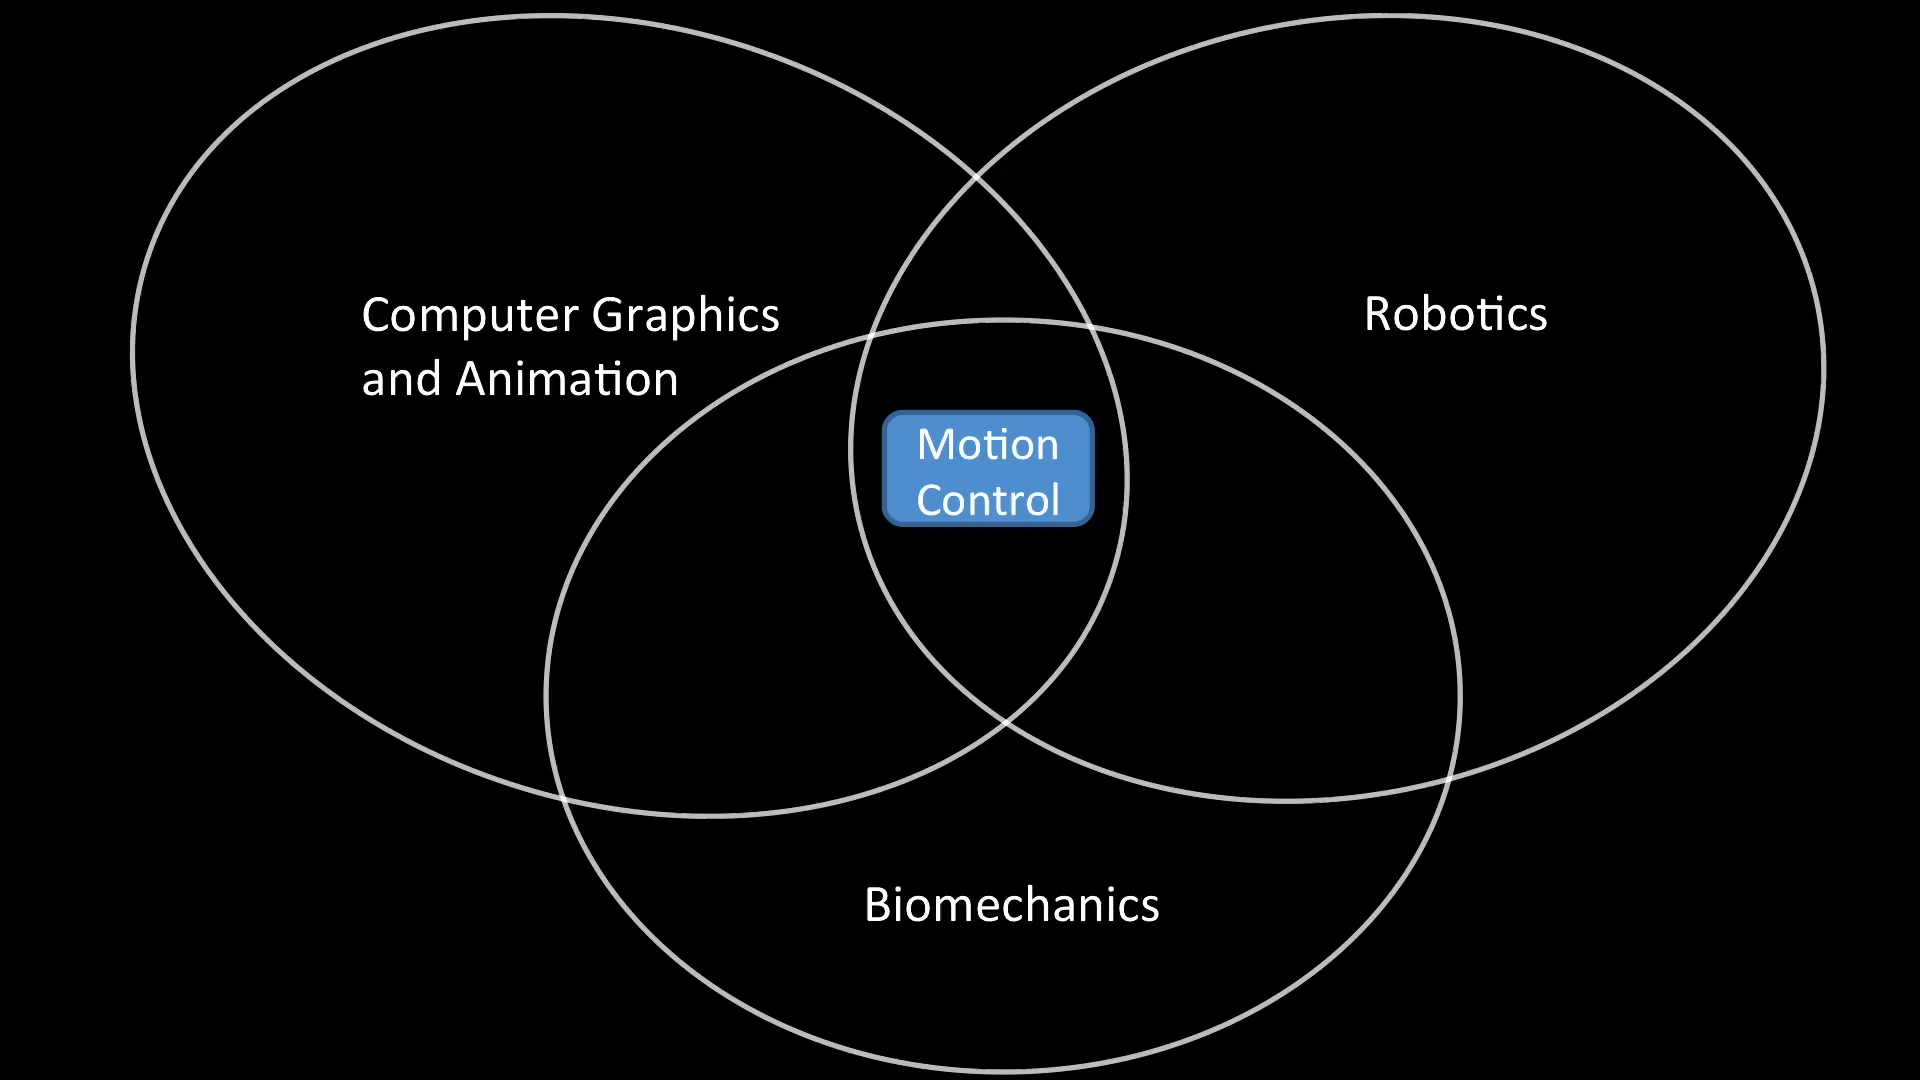 Computer Graphics
and Animation
Robotics
Motion
Control
Biomechanics